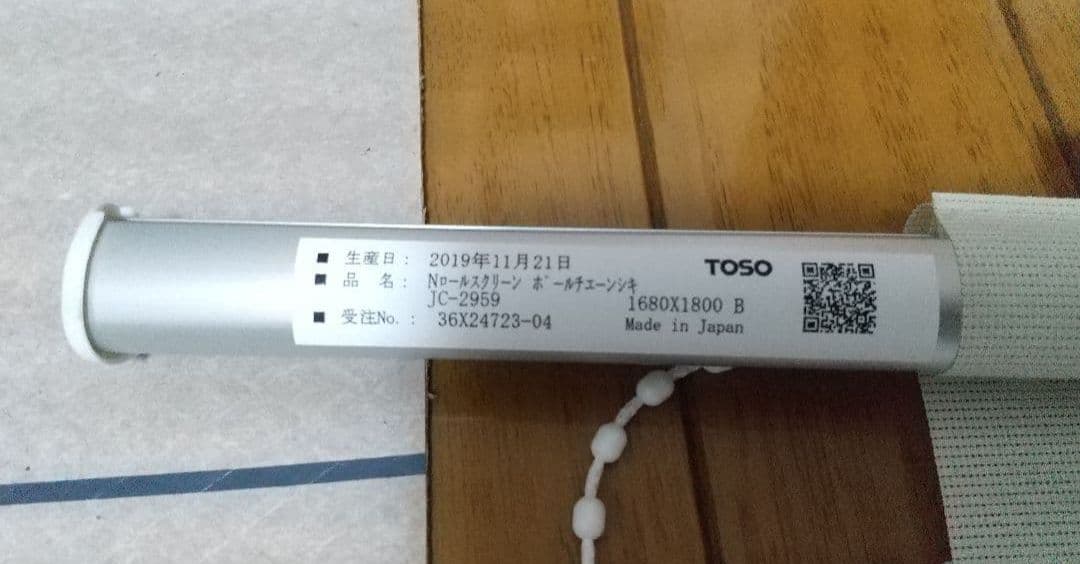 ■ 生産日: 2019年11月21日
TOSO
■ 品 名: Nﾛｰﾙｽｸﾘｰﾝ ﾎﾞｰﾙﾁｴｰﾝｼｷ
JC-2959 1680X1800 B
■ 受注No.: 36X24723-04
Made in Japan